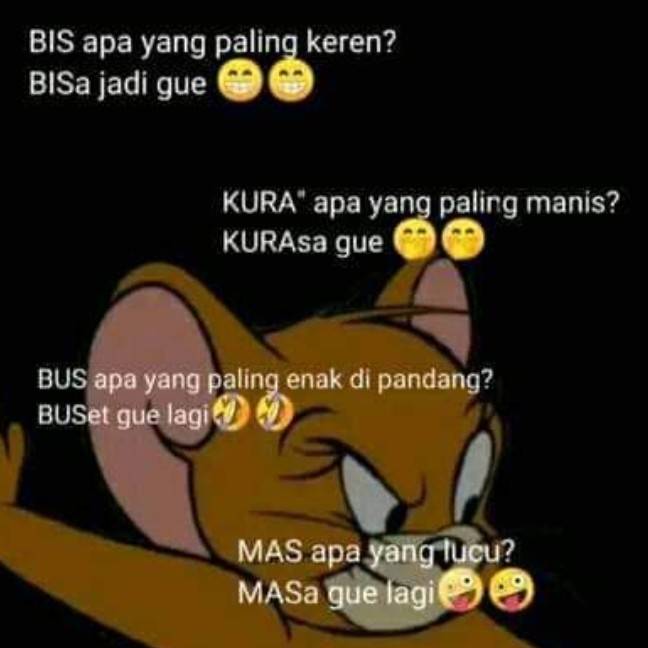 BIS apa yang paling keren?
BISa jadi gue 😁😁
KURA" apa yang paling manis?
KURAsa gue 🤭🤭
BUS apa yang paling enak di pandang?
BUSet gue lagi🤣🤣
MAS apa yang lucu?
MASa gue lagi🤪🤪